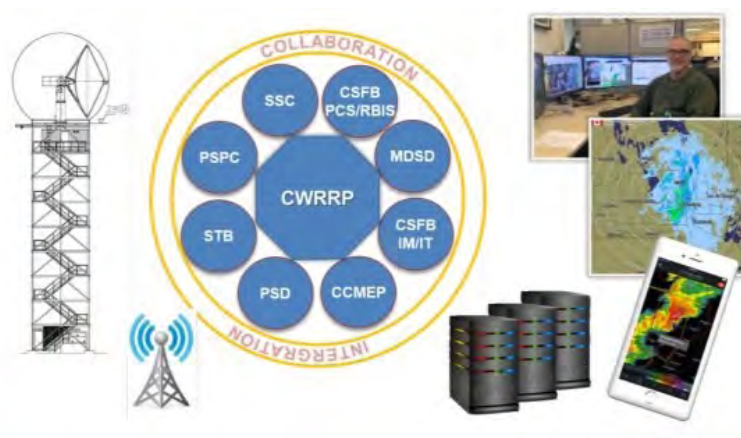 COLLABORATION
SSC
CSFB
PCS/RBIS
PSPC
MDSD
CWRRP
STB
CSFB
IM/IT
PSD
CCMEP
INTERGRATION